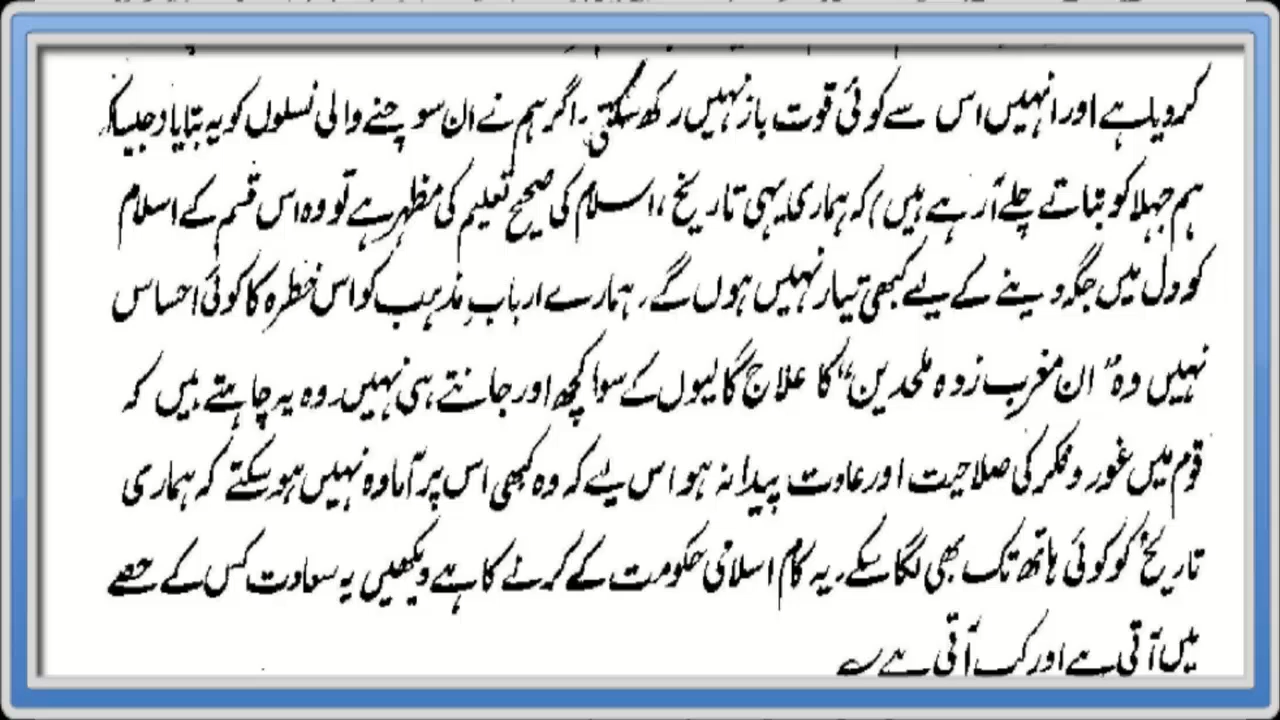 کردیا ہے اور انہیں اس سے کوئی قوت باز نہیں رکھ سکتی۔ اگر ہم نے ان سوچنے والی نسلوں کو یہ بتایا (جیسا کہ
ہم جہلا کو بتاتے چلے آرہے ہیں) کہ ہماری یہی تاریخ، اسلام کی صحیح تعلیم کی مظہر ہے تو وہ اس قسم کے اسلام
کو دل میں جگہ دینے کے لیے کبھی تیار نہیں ہوں گے۔ ہمارے اربابِ مذہب کو اس خطرہ کا کوئی احساس
نہیں وہ "ان مغرب زدہ ملحدین" کا علاج گالیوں کے سوا کچھ اور جانتے ہی نہیں۔ وہ یہ چاہتے ہیں کہ
قوم میں غور و فکر کی صلاحیت اور عادت پیدا نہ ہو اس لیے کہ وہ کبھی اس پر آمادہ نہیں ہو سکتے کہ ہماری
تاریخ کو کوئی ہاتھ تک بھی لگا سکے۔ یہ کام اسلامی حکومت کے کرنے کا ہے دیکھیں یہ سعادت کس کے حصے
میں آتی ہے اور کب آتی ہے